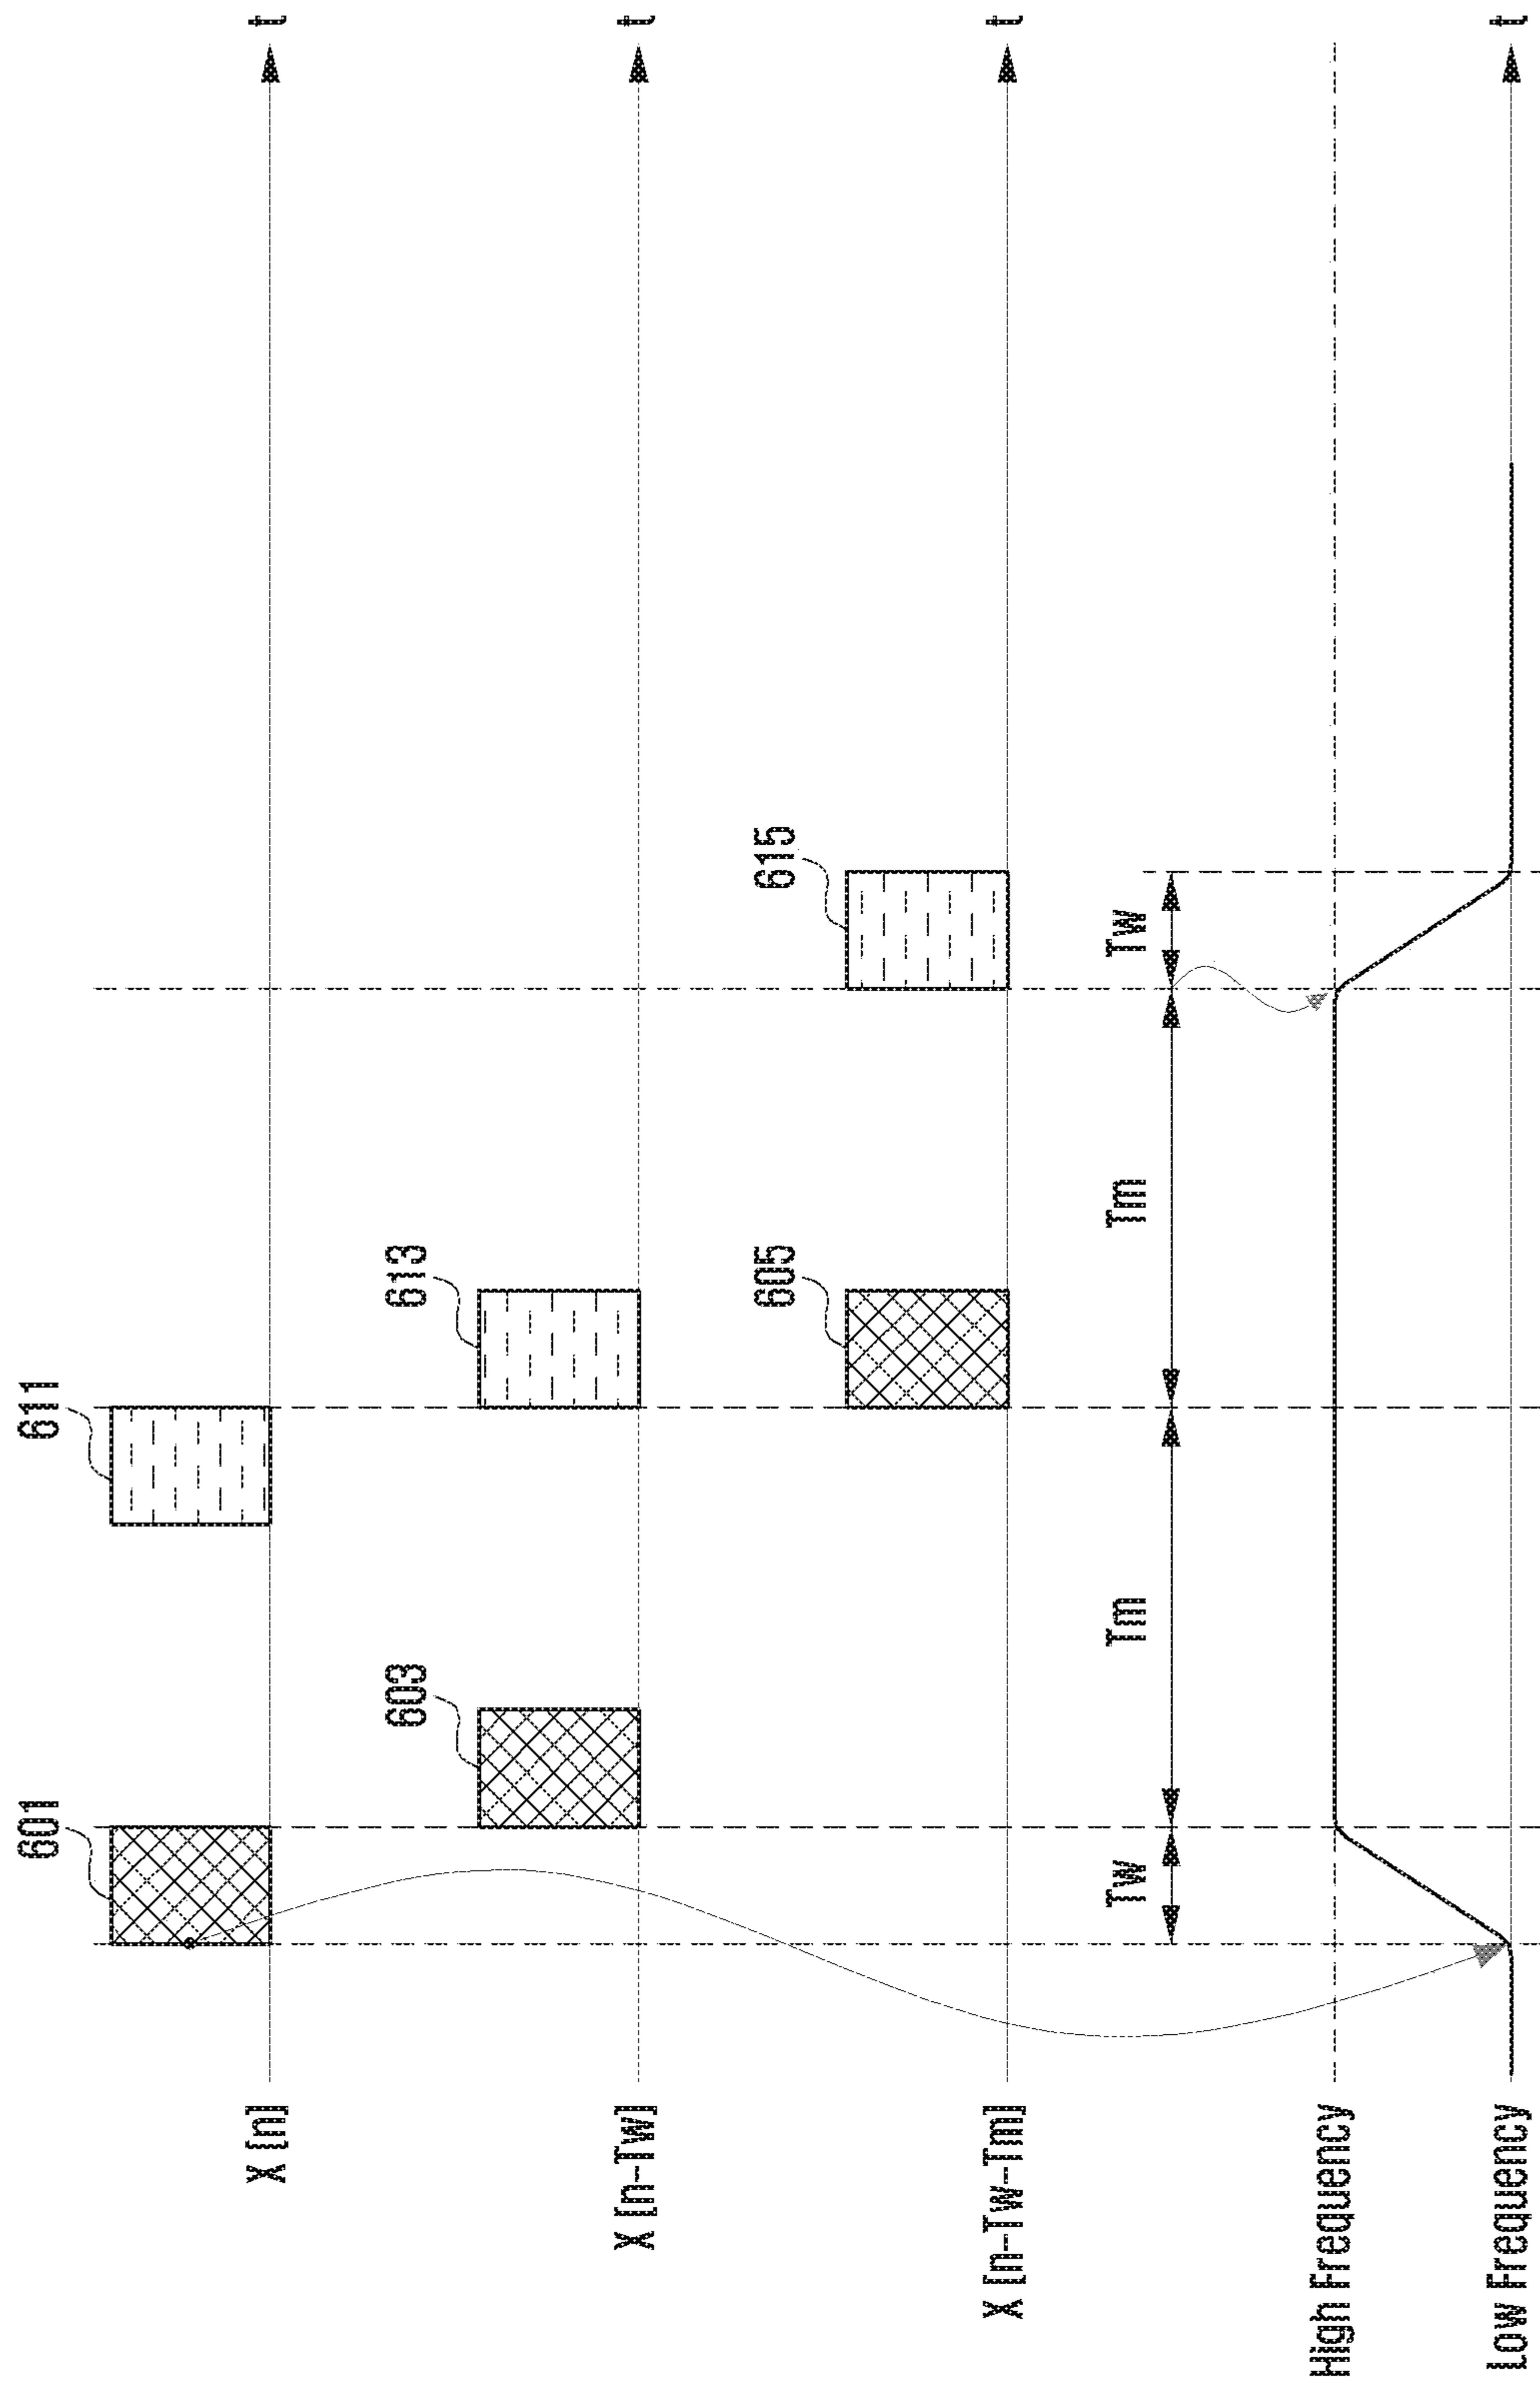 601
611
X [n]
t
603
613
X [n-Tw]
t
605
615
X [n-Tw-Tm]
t
Tw
Tm
Tm
Tw
High Frequency
Low Frequency
t